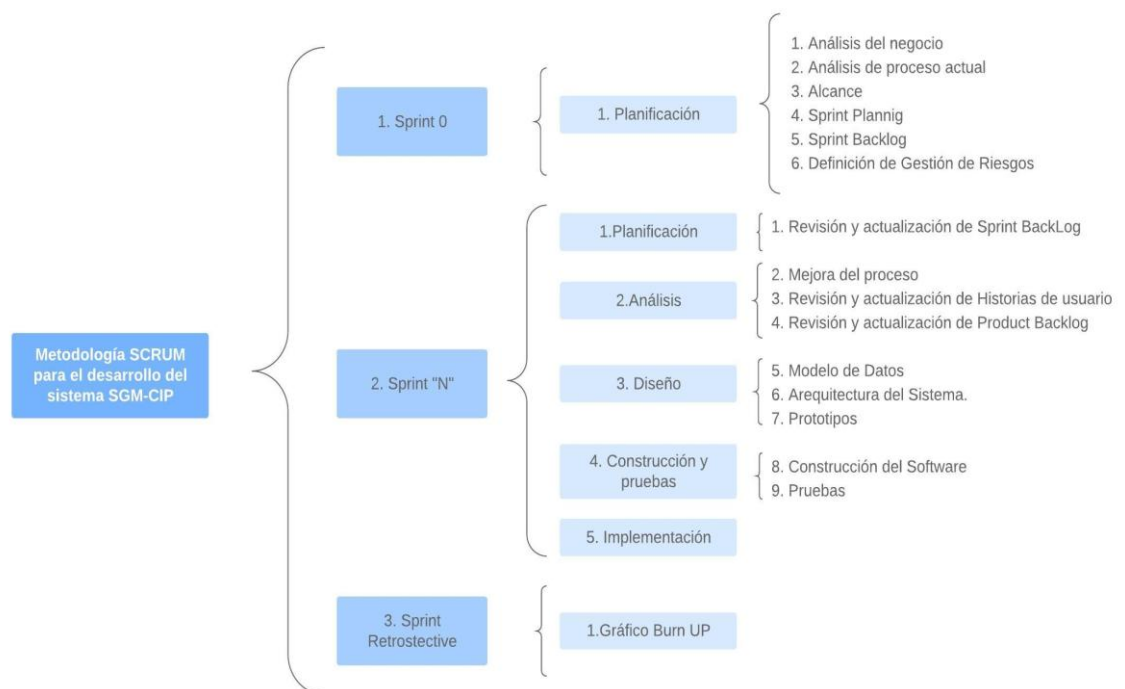 Metodología SCRUM
para el desarrollo del
sistema SGM-CIP
1. Sprint 0
1. Planificación
1. Análisis del negocio
2. Análisis de proceso actual
3. Alcance
4. Sprint Plannig
5. Sprint Backlog
6. Definición de Gestión de Riesgos
2. Sprint "N"
1.Planificación
1. Revisión y actualización de Sprint BackLog
2.Análisis
2. Mejora del proceso
3. Revisión y actualización de Historias de usuario
4. Revisión y actualización de Product Backlog
3. Diseño
5. Modelo de Datos
6. Arequitectura del Sistema.
7. Prototipos
4. Construcción y
pruebas
8. Construcción del Software
9. Pruebas
5. Implementación
3. Sprint
Retrostective
1.Gráfico Burn UP